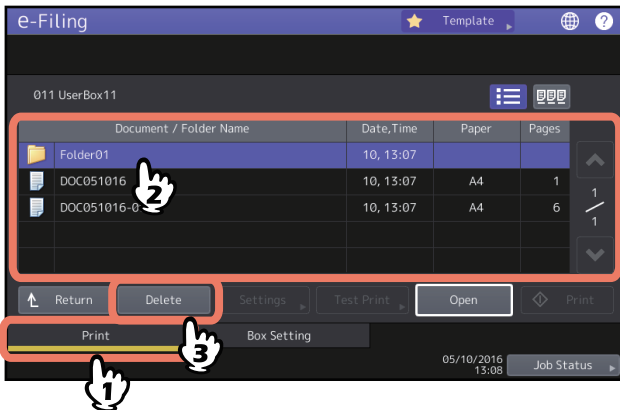 e-Filing Template ?
011 UserBox11
Document / Folder Name Date,Time Paper Pages
Folder01 10, 13:07
DOC051016 10, 13:07 A4 1
DOC051016-0 10, 13:07 A4 6
1
1
Return Delete Settings Test Print Open Print
Print Box Setting
05/10/2016
13:08
Job Status
2
3
1